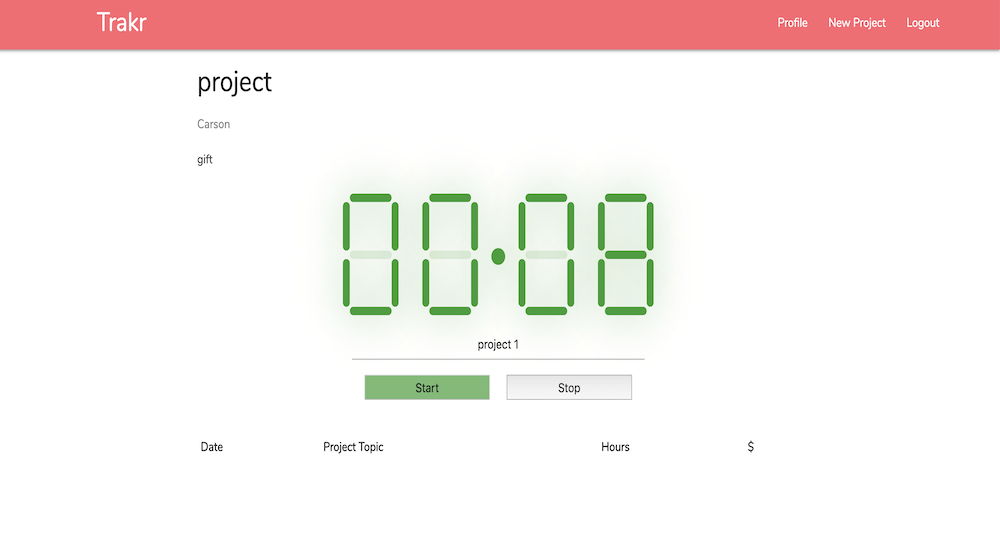 Trakr Profile New Project Logout
project
Carson
gift
00·08
project 1
Start Stop
Date Project Topic Hours $